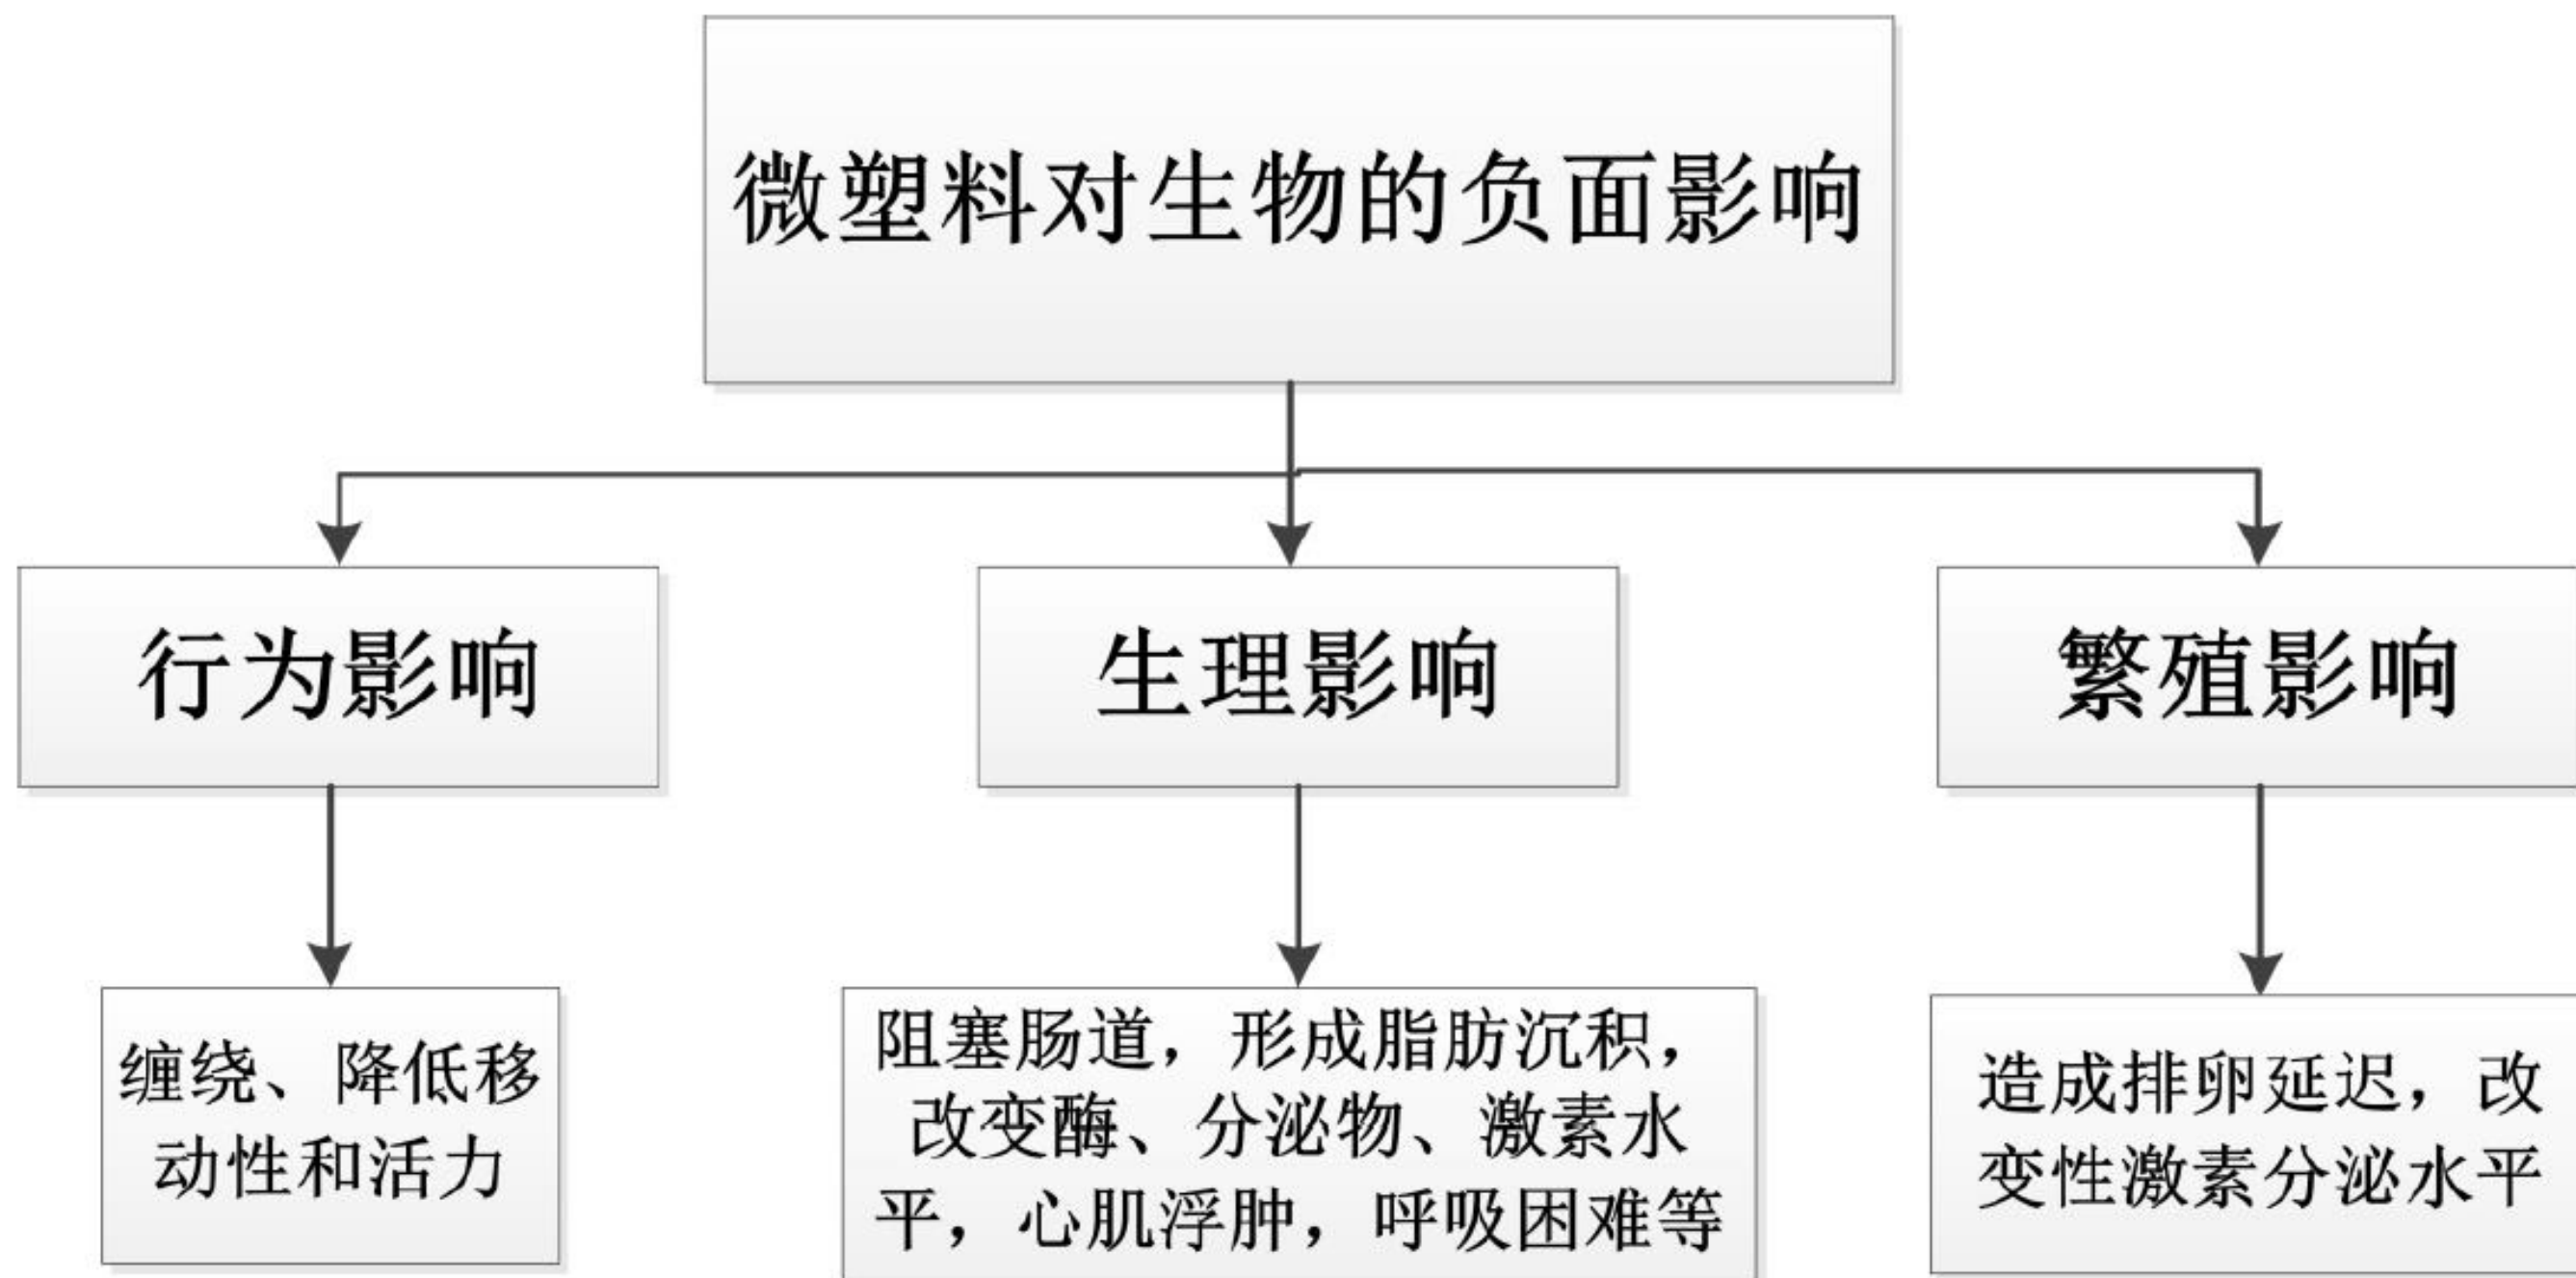 微塑料对生物的负面影响
行为影响
生理影响
繁殖影响
缠绕、降低移
动性和活力
阻塞肠道，形成脂肪沉积，
改变酶、分泌物、激素水
平，心肌浮肿，呼吸困难等
造成排卵延迟，改
变性激素分泌水平